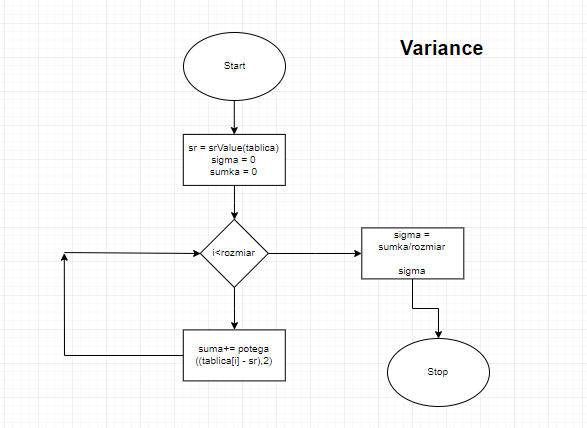 Variance
Start
sr = srValue(tablica)
sigma = 0
sumka = 0
i<rozmiar
sigma =
sumka/rozmiar
sigma
suma+= potega
((tablica[i] - sr),2)
Stop